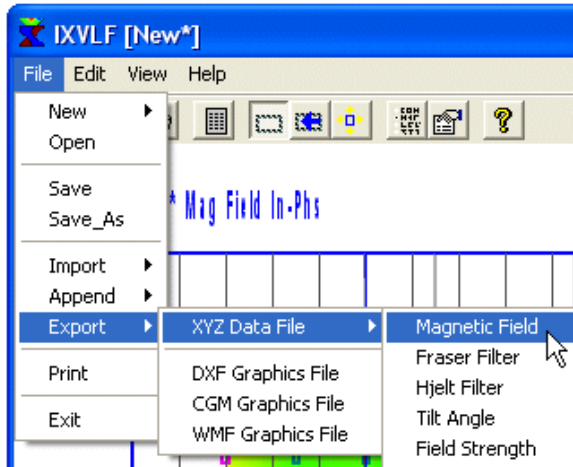 IXVLF [New*]
File Edit View Help
New
Open
Save
Save_As
* Mag Field In-Phs
Import
Append
Export
XYZ Data File
Magnetic Field
Fraser Filter
Print
DXF Graphics File
Hjelt Filter
CGM Graphics File
Tilt Angle
Exit
WMF Graphics File
Field Strength